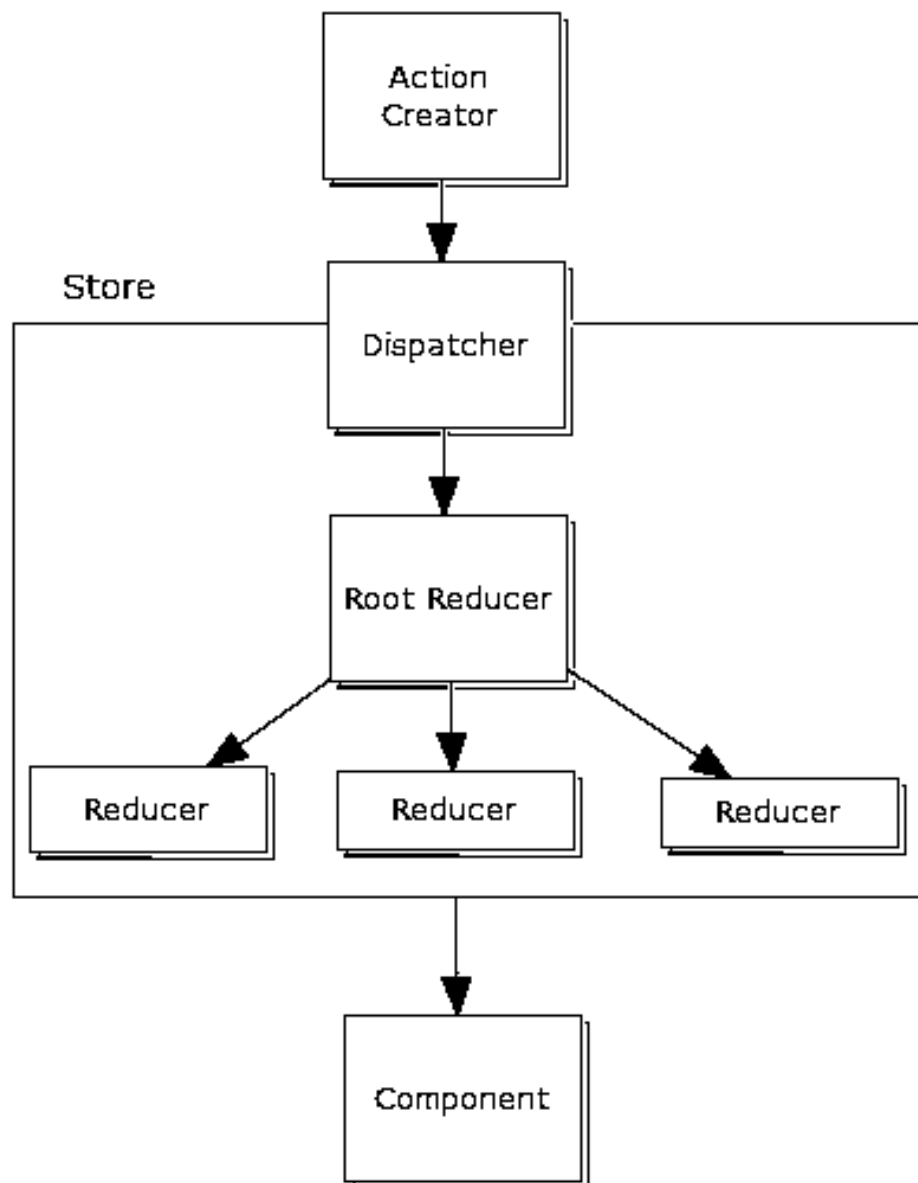 Action
Creator
Store
Dispatcher
Root Reducer
Reducer
Reducer
Reducer
Component